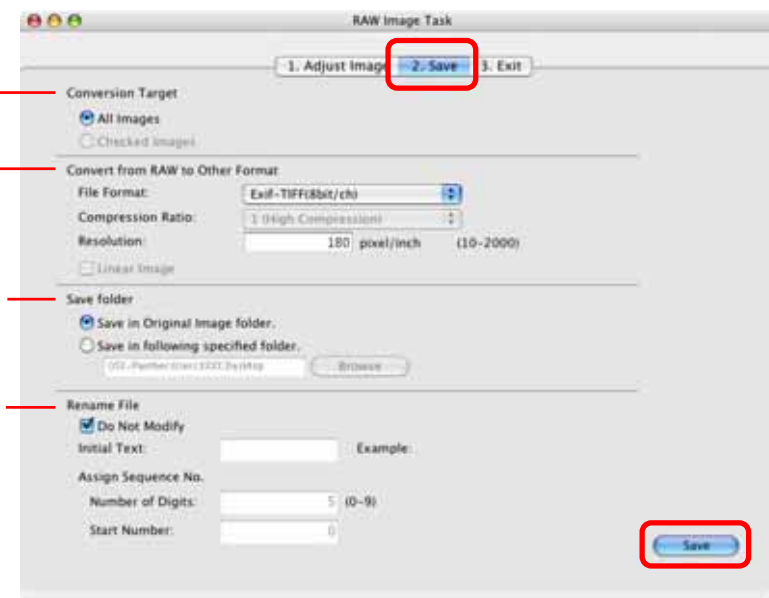 RAW Image Task
1. Adjust Image 2. Save 3. Exit
Conversion Target
All Images
Checked Images
Convert from RAW to Other Format
File Format: Exif-TIFF(8bit/ch)
Compression Ratio: 1 (High Compression)
Resolution: 180 pixel/inch (10-2000)
Linear Image
Save folder
Save in Original Image folder.
Save in following specified folder.
Browse
Rename File
Do Not Modify
Initial Text: Example:
Assign Sequence No.
Number of Digits: 5 (0-9)
Start Number: 0
Save